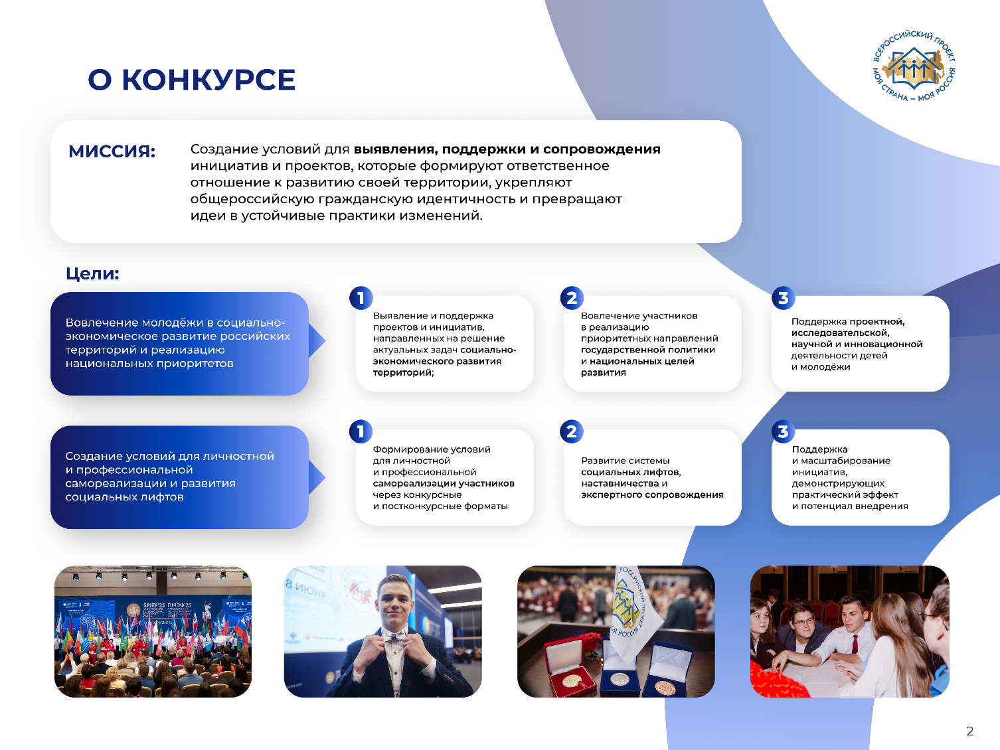 О КОНКУРСЕ
ВСЕРОССИЙСКИЙ ПРОЕКТ
МОЯ СТРАНА – МОЯ РОССИЯ
МИССИЯ:
Создание условий для выявления, поддержки и сопровождения
инициатив и проектов, которые формируют ответственное
отношение к развитию своей территории, укрепляют
общероссийскую гражданскую идентичность и превращают
идеи в устойчивые практики изменений.
Цели:
Вовлечение молодёжи в социально-
экономическое развитие российских
территорий и реализацию
национальных приоритетов
1
Выявление и поддержка
проектов и инициатив,
направленных на решение
актуальных задач социально-
экономического развития
территорий;
2
Вовлечение участников
в реализацию
приоритетных направлений
государственной политики
и национальных целей
развития
3
Поддержка проектной,
исследовательской,
научной и инновационной
деятельности детей
и молодёжи
Создание условий для личностной
и профессиональной
самореализации и развития
социальных лифтов
1
Формирование условий
для личностной
и профессиональной
самореализации участников
через конкурсные
и постконкурсные форматы
2
Развитие системы
социальных лифтов,
наставничества и
экспертного сопровождения
3
Поддержка
и масштабирование
инициатив,
демонстрирующих
практический эффект
и потенциал внедрения
SPIEF'25 ПМЭФ'25
2